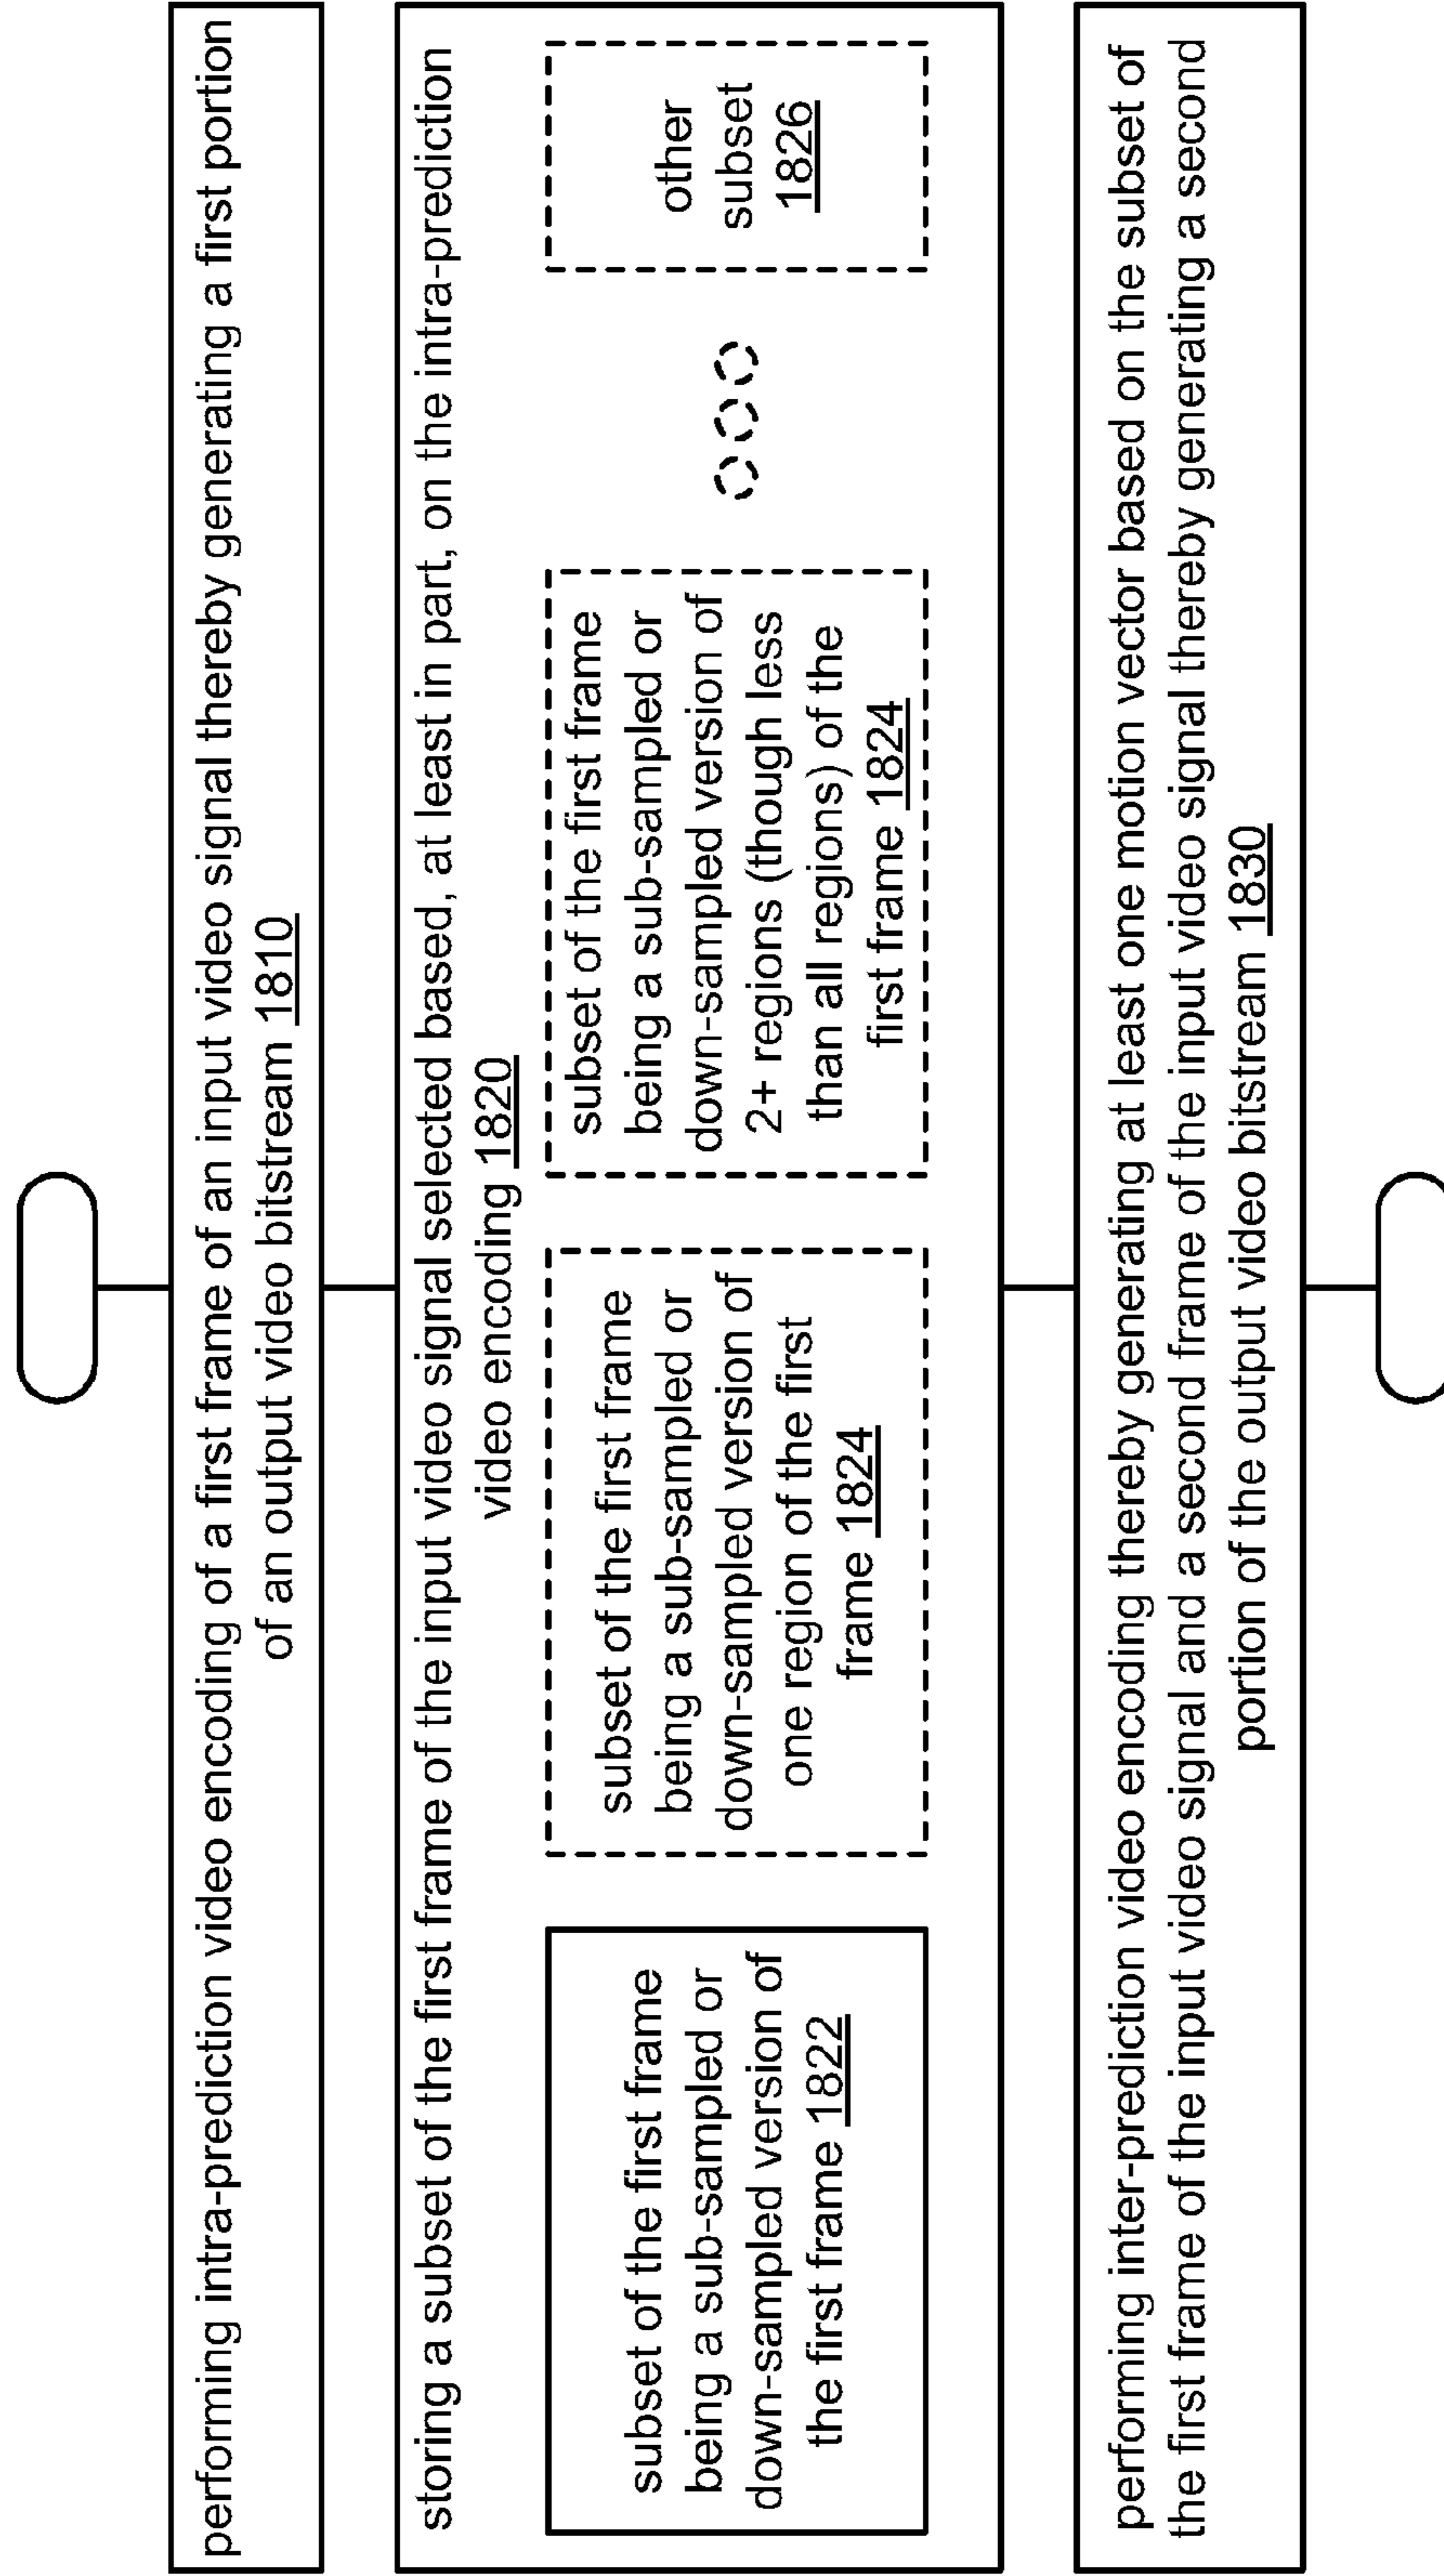 performing intra-prediction video encoding of a first frame of an input video signal thereby generating a first portion
of an output video bitstream 1810
storing a subset of the first frame of the input video signal selected based, at least in part, on the intra-prediction
video encoding 1820
subset of the first frame
being a sub-sampled or
down-sampled version of
the first frame 1822
subset of the first frame
being a sub-sampled or
down-sampled version of
one region of the first
frame 1824
subset of the first frame
being a sub-sampled or
down-sampled version of
2+ regions (though less
than all regions) of the
first frame 1824
other
subset
1826
performing inter-prediction video encoding thereby generating at least one motion vector based on the subset of
the first frame of the input video signal and a second frame of the input video signal thereby generating a second
portion of the output video bitstream 1830